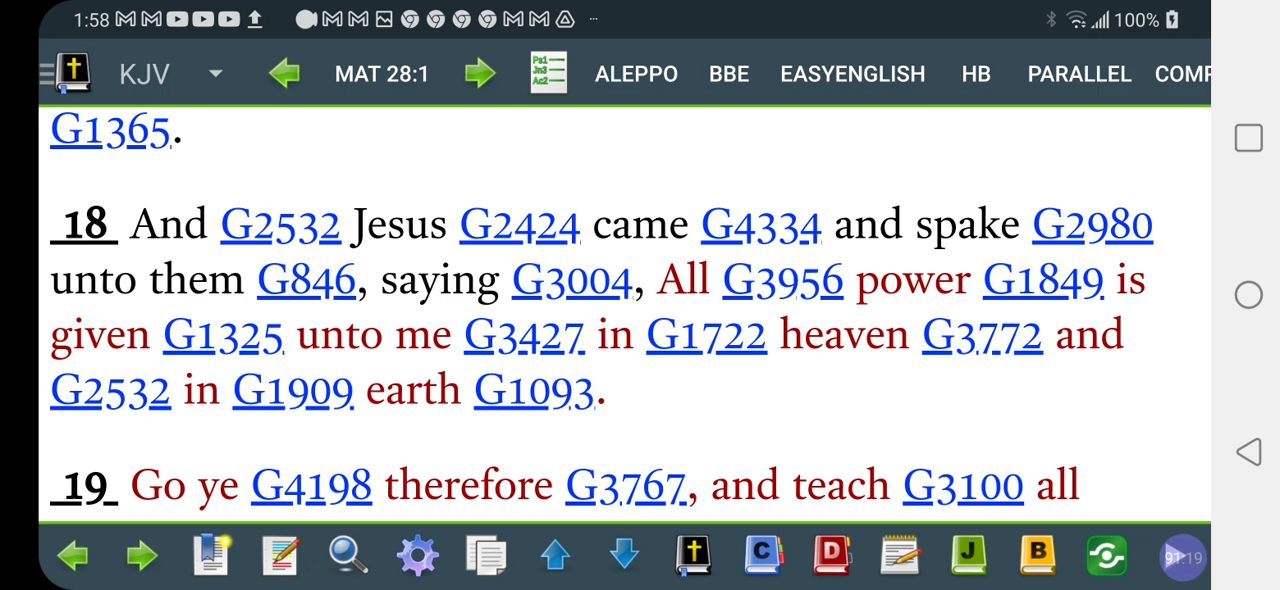 1:58 100%
KJV MAT 28:1 Ps1 Jn3 Ac2 ALEPPO BBE EASYENGLISH HB PARALLEL COMP
G1365.
18 And G2532 Jesus G2424 came G4334 and spake G2980
unto them G846, saying G3004, All G3956 power G1849 is
given G1325 unto me G3427 in G1722 heaven G3772 and
G2532 in G1909 earth G1093.
19 Go ye G4198 therefore G3767, and teach G3100 all
C D J B 91:19